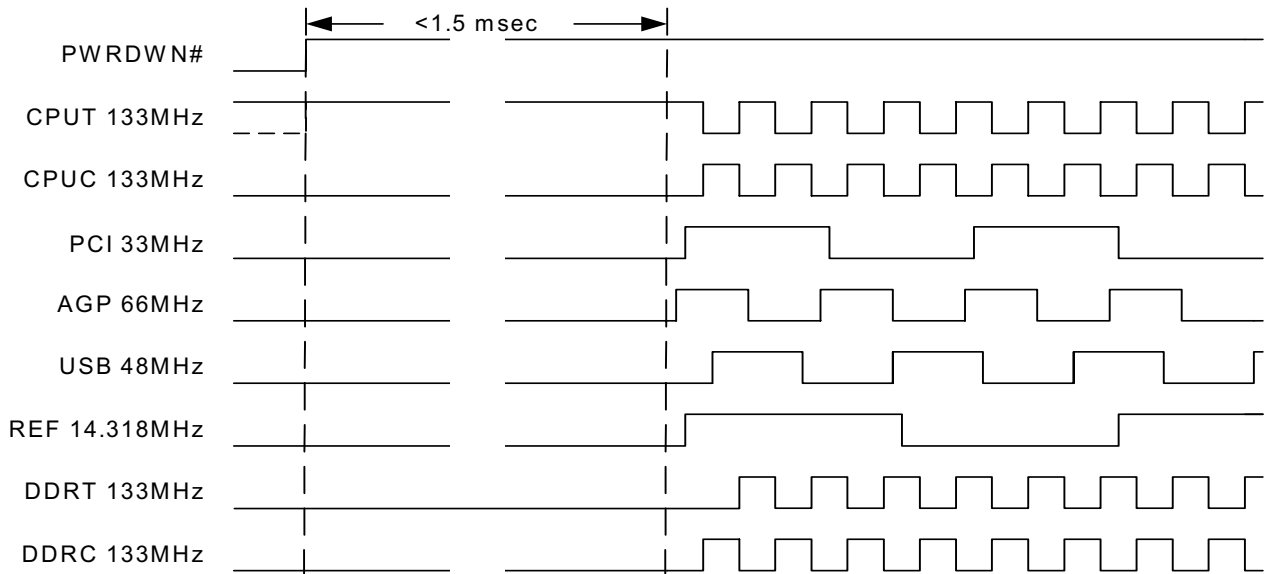 <1.5 msec
PWRDWN#
CPUT 133MHz
CPUC 133MHz
PCI 33MHz
AGP 66MHz
USB 48MHz
REF 14.318MHz
DDRT 133MHz
DDRC 133MHz